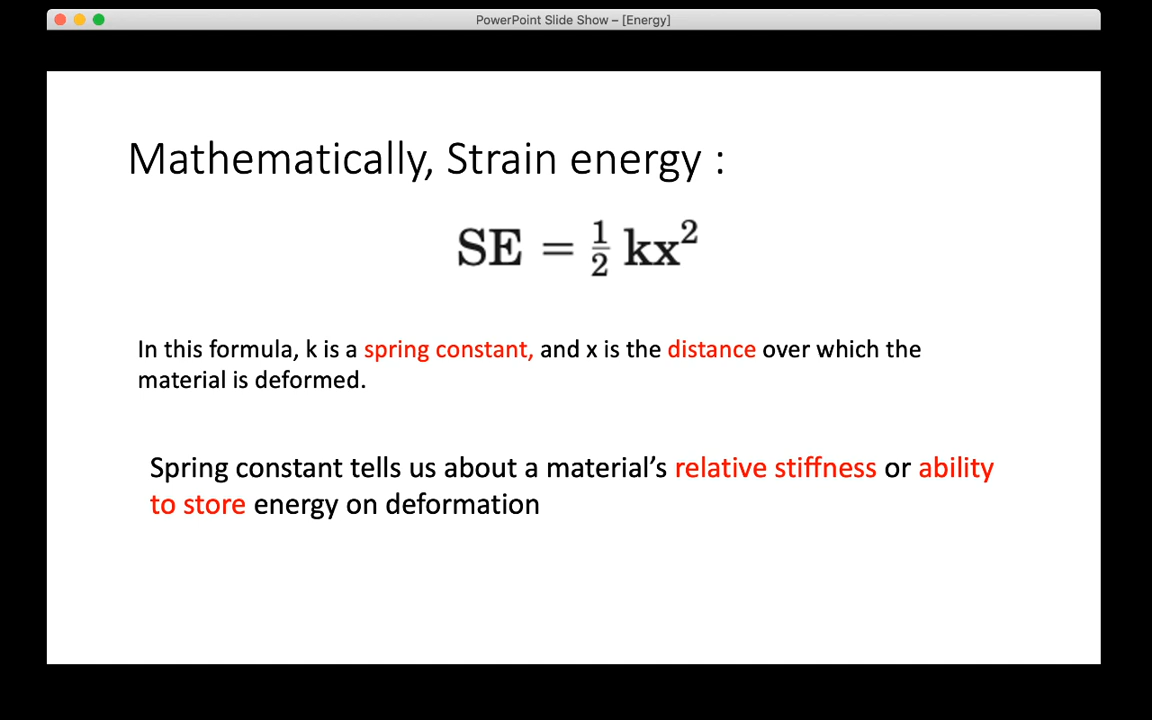 PowerPoint Slide Show – [Energy]
Mathematically, Strain energy :
SE = ½ kx²
In this formula, k is a spring constant, and x is the distance over which the
material is deformed.
Spring constant tells us about a material’s relative stiffness or ability
to store energy on deformation